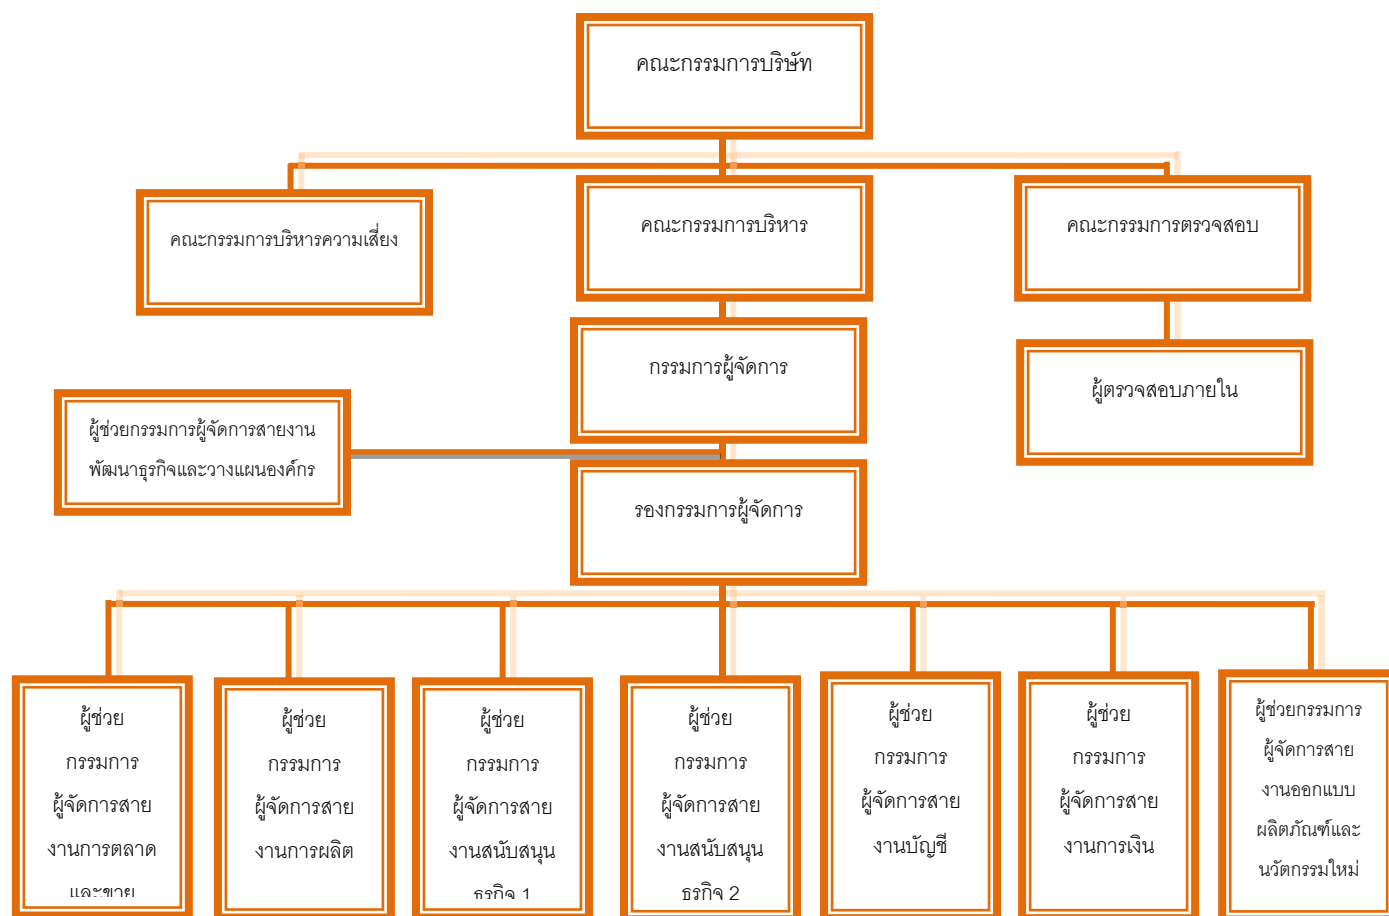 คณะกรรมการบริษัท
คณะกรรมการบริหารความเสี่ยง
คณะกรรมการบริหาร
คณะกรรมการตรวจสอบ
กรรมการผู้จัดการ
ผู้ตรวจสอบภายใน
ผู้ช่วยกรรมการผู้จัดการสายงาน
พัฒนาธุรกิจและวางแผนองค์กร
รองกรรมการผู้จัดการ
ผู้ช่วย
กรรมการ
ผู้จัดการสาย
งานการตลาด
และขาย
ผู้ช่วย
กรรมการ
ผู้จัดการสาย
งานการผลิต
ผู้ช่วย
กรรมการ
ผู้จัดการสาย
งานสนับสนุน
ธุรกิจ 1
ผู้ช่วย
กรรมการ
ผู้จัดการสาย
งานสนับสนุน
ธุรกิจ 2
ผู้ช่วย
กรรมการ
ผู้จัดการสาย
งานบัญชี
ผู้ช่วย
กรรมการ
ผู้จัดการสาย
งานการเงิน
ผู้ช่วยกรรมการ
ผู้จัดการสาย
งานออกแบบ
ผลิตภัณฑ์และ
นวัตกรรมใหม่